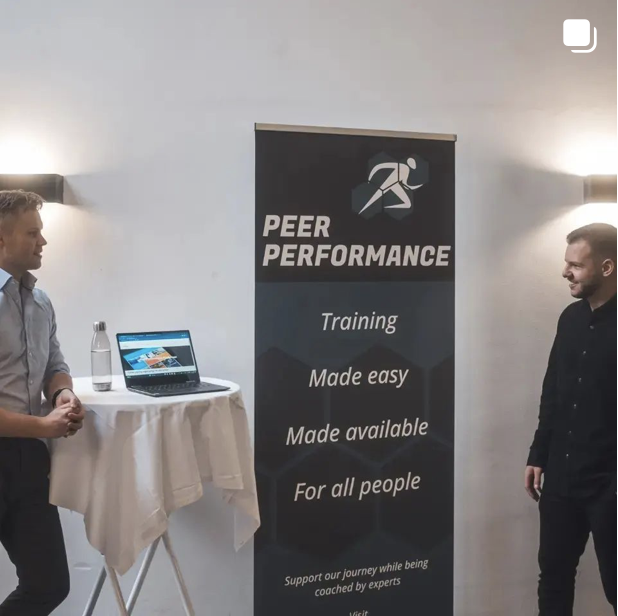 PEER
PERFORMANCE
Training
Made easy
Made available
For all people
Support our journey while being
coached by experts
Visit